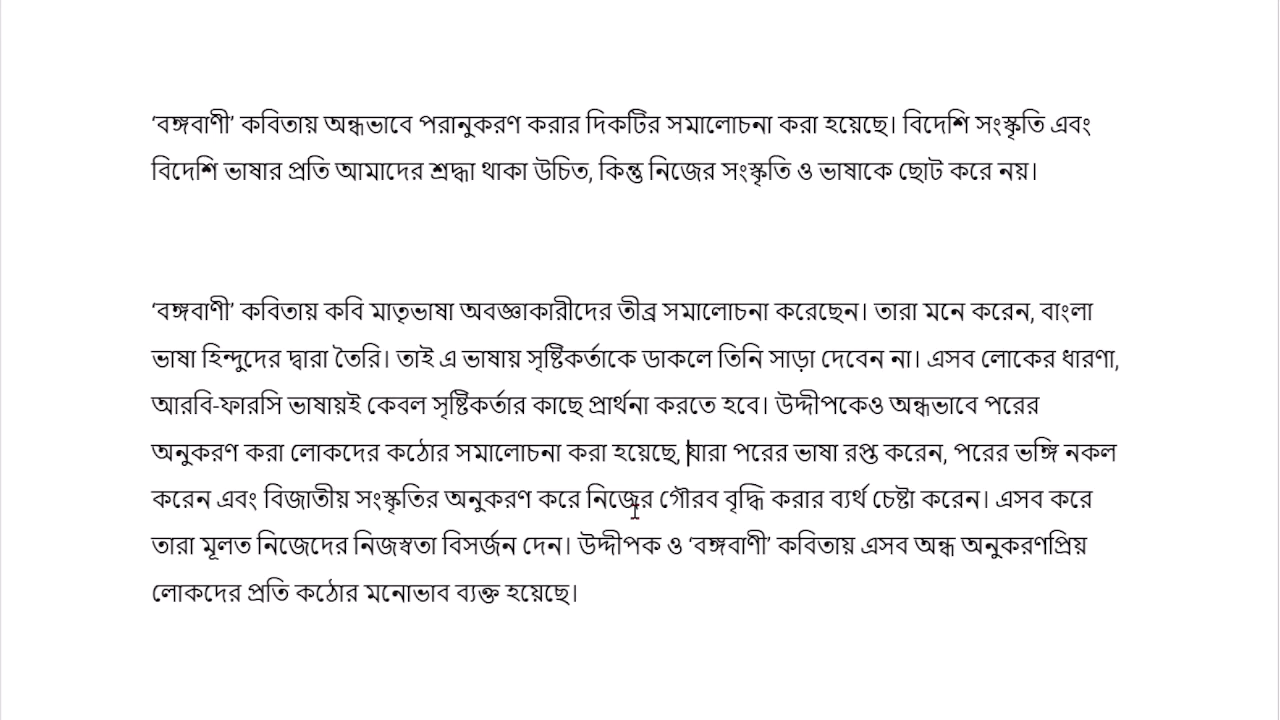 ‘বঙ্গবাণী’ কবিতায় অন্ধভাবে পরানুকরণ করার দিকটির সমালোচনা করা হয়েছে। বিদেশি সংস্কৃতি এবং
বিদেশি ভাষার প্রতি আমাদের শ্রদ্ধা থাকা উচিত, কিন্তু নিজের সংস্কৃতি ও ভাষাকে ছোট করে নয়।
‘বঙ্গবাণী’ কবিতায় কবি মাতৃভাষা অবজ্ঞাকারীদের তীব্র সমালোচনা করেছেন। তারা মনে করেন, বাংলা
ভাষা হিন্দুদের দ্বারা তৈরি। তাই এ ভাষায় সৃষ্টিকর্তাকে ডাকলে তিনি সাড়া দেবেন না। এসব লোকের ধারণা,
আরবি-ফারসি ভাষায়ই কেবল সৃষ্টিকর্তার কাছে প্রার্থনা করতে হবে। উদ্দীপকেও অন্ধভাবে পরের
অনুকরণ করা লোকদের কঠোর সমালোচনা করা হয়েছে, যারা পরের ভাষা রপ্ত করেন, পরের ভঙ্গি নকল
করেন এবং বিজাতীয় সংস্কৃতির অনুকরণ করে নিজের গৌরব বৃদ্ধি করার ব্যর্থ চেষ্টা করেন। এসব করে
তারা মূলত নিজেদের নিজস্বতা বিসর্জন দেন। উদ্দীপক ও ‘বঙ্গবাণী’ কবিতায় এসব অন্ধ অনুকরণপ্রিয়
লোকদের প্রতি কঠোর মনোভাব ব্যক্ত হয়েছে।